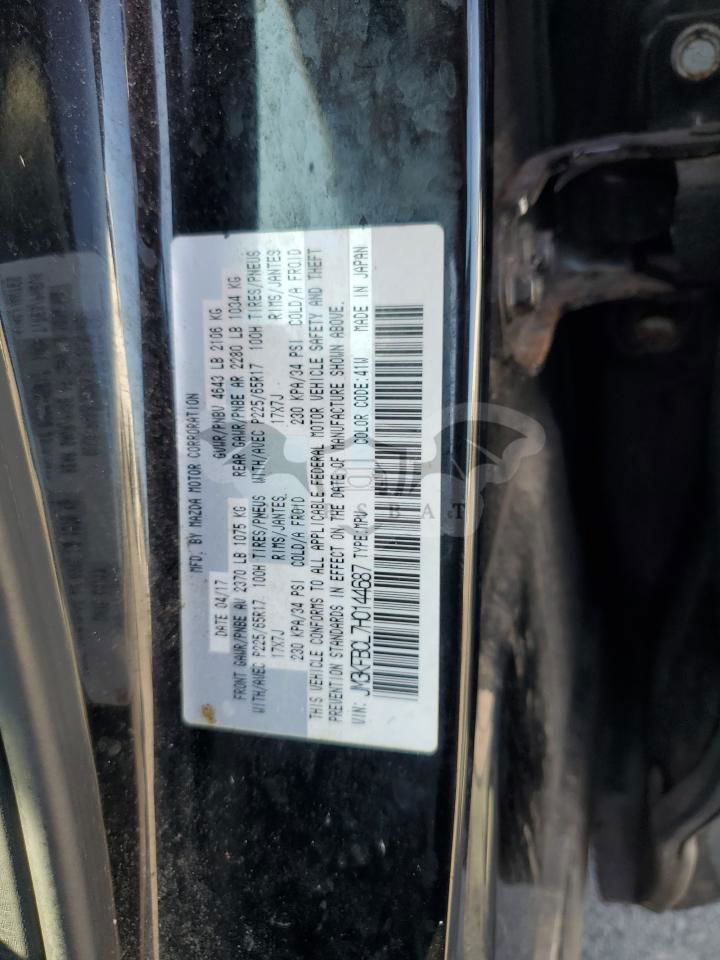 MFD. BY MAZDA MOTOR CORPORATION
DATE 04/17 GVWR/PNBV 4643 LB 2106 KG
FRONT GAWR/PNBE AV 2370 LB 1075 KG REAR GAWR/PNBE AR 2280 LB 1034 KG
WITH/AVEC P225/65R17 100H TIRES/PNEUS WITH/AVEC P225/65R17 100H TIRES/PNEUS
17X7J RIMS/JANTES, 17X7J RIMS/JANTES
230 KPA/34 PSI COLD/A FROID 230 KPA/34 PSI COLD/A FROID
THIS VEHICLE CONFORMS TO ALL APPLICABLE FEDERAL MOTOR VEHICLE SAFETY AND THEFT
PREVENTION STANDARDS IN EFFECT ON THE DATE OF MANUFACTURE SHOWN ABOVE.
VIN: JM3KFBCL7H0144687 TYPE:MPV COLOR CODE:41W MADE IN JAPAN